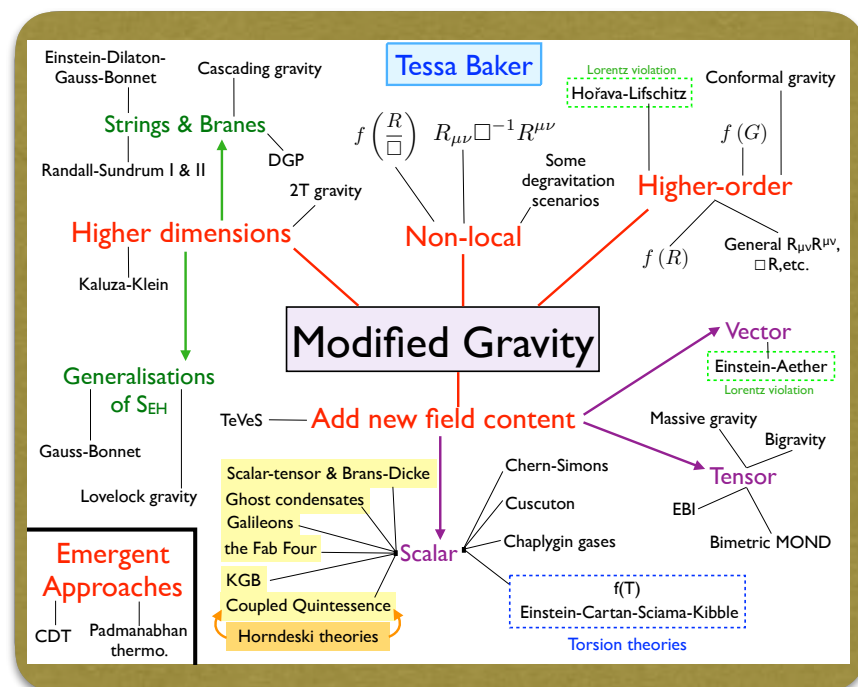 Einstein-Dilaton-
Gauss-Bonnet
Cascading gravity
Strings & Branes
Randall-Sundrum I & II
DGP
2T gravity
Higher dimensions
Kaluza-Klein
Generalisations
of S_EH
Gauss-Bonnet
Lovelock gravity
Tessa Baker
f(R/□)
R_μν□⁻¹R^μν
Some
degravitation
scenarios
Non-local
Lorentz violation
Hořava-Lifschitz
Conformal gravity
f(G)
Higher-order
f(R)
General R_μνR^μν,
□R,etc.
Modified Gravity
Vector
Einstein-Aether
Lorentz violation
TeVeS
Add new field content
Massive gravity
Bigravity
Tensor
EBI
Bimetric MOND
Scalar-tensor & Brans-Dicke
Ghost condensates
Galileons
the Fab Four
KGB
Coupled Quintessence
Horndeski theories
Scalar
Chern-Simons
Cuscuton
Chaplygin gases
f(T)
Einstein-Cartan-Sciama-Kibble
Torsion theories
Emergent
Approaches
CDT
Padmanabhan
thermo.